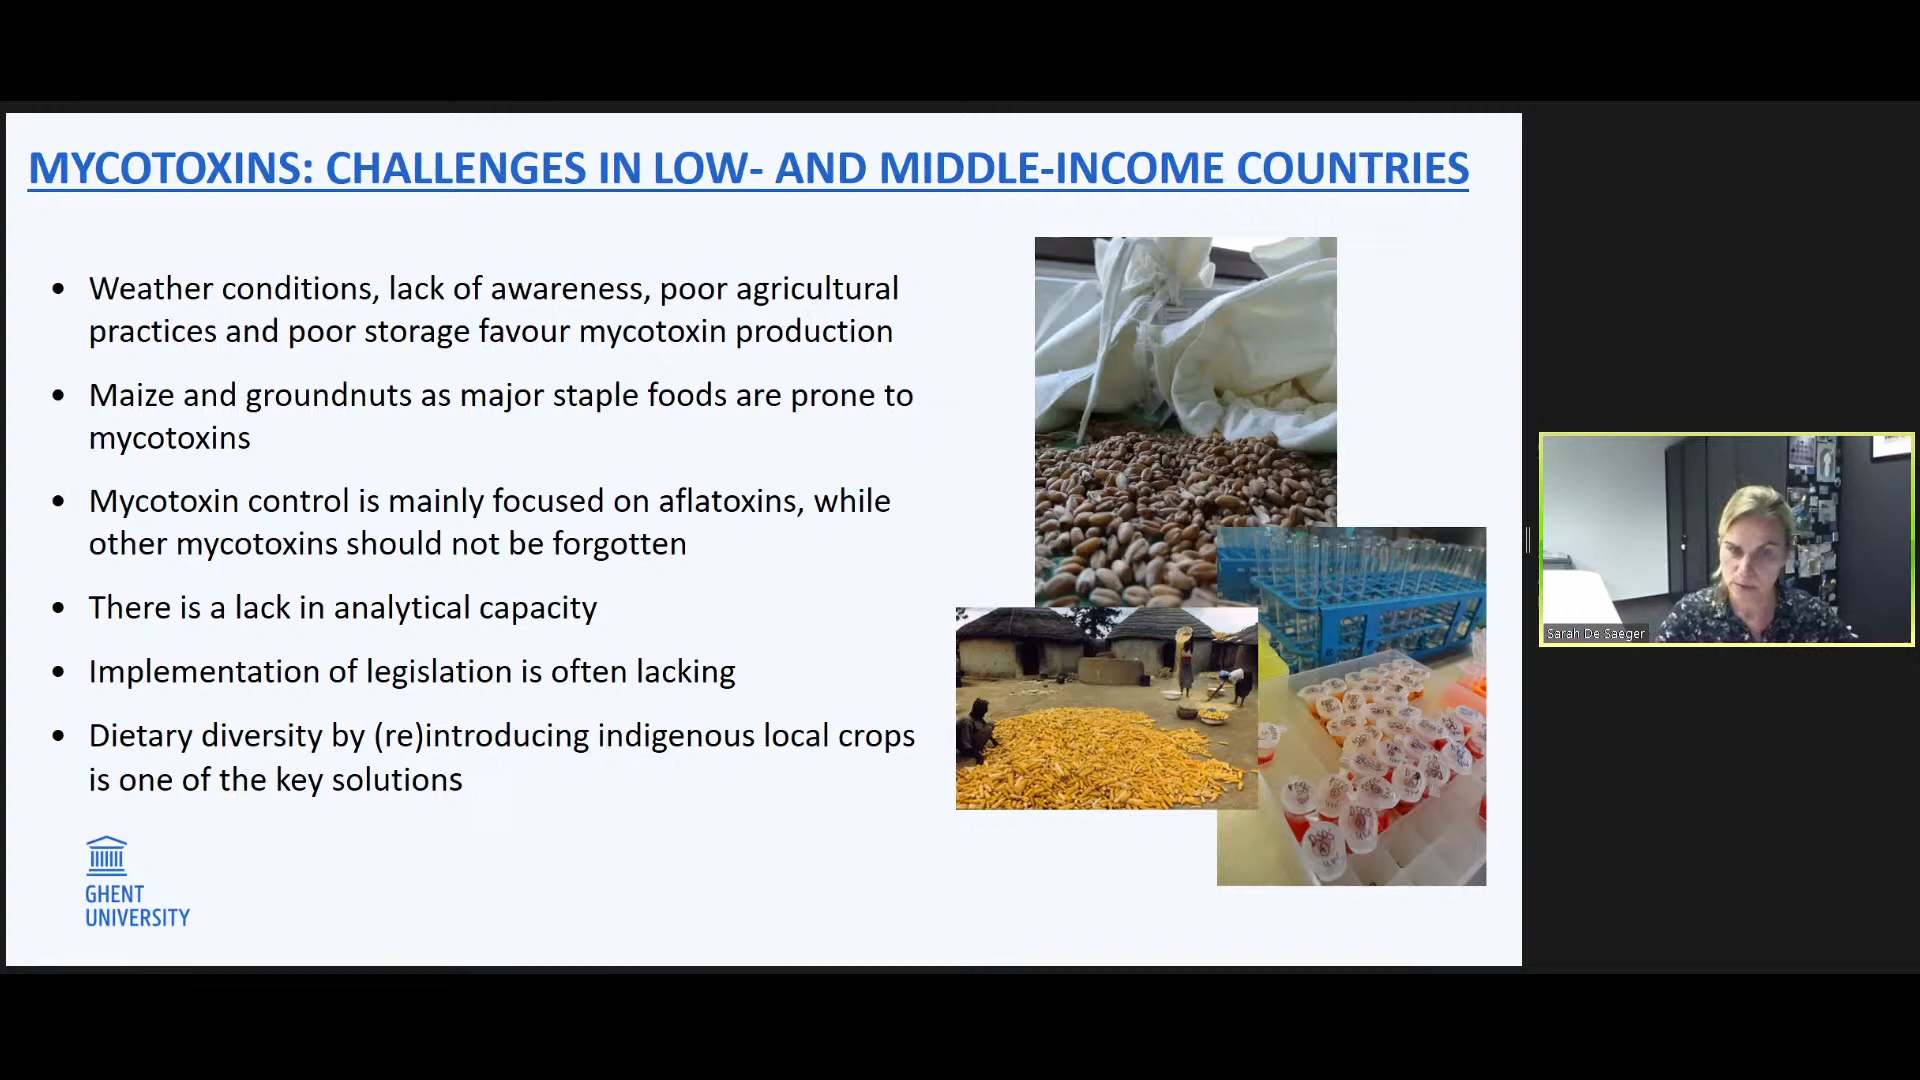 MYCOTOXINS: CHALLENGES IN LOW- AND MIDDLE-INCOME COUNTRIES
• Weather conditions, lack of awareness, poor agricultural
practices and poor storage favour mycotoxin production
• Maize and groundnuts as major staple foods are prone to
mycotoxins
• Mycotoxin control is mainly focused on aflatoxins, while
other mycotoxins should not be forgotten
• There is a lack in analytical capacity
• Implementation of legislation is often lacking
• Dietary diversity by (re)introducing indigenous local crops
is one of the key solutions
GHENT
UNIVERSITY
Sarah De Saeger